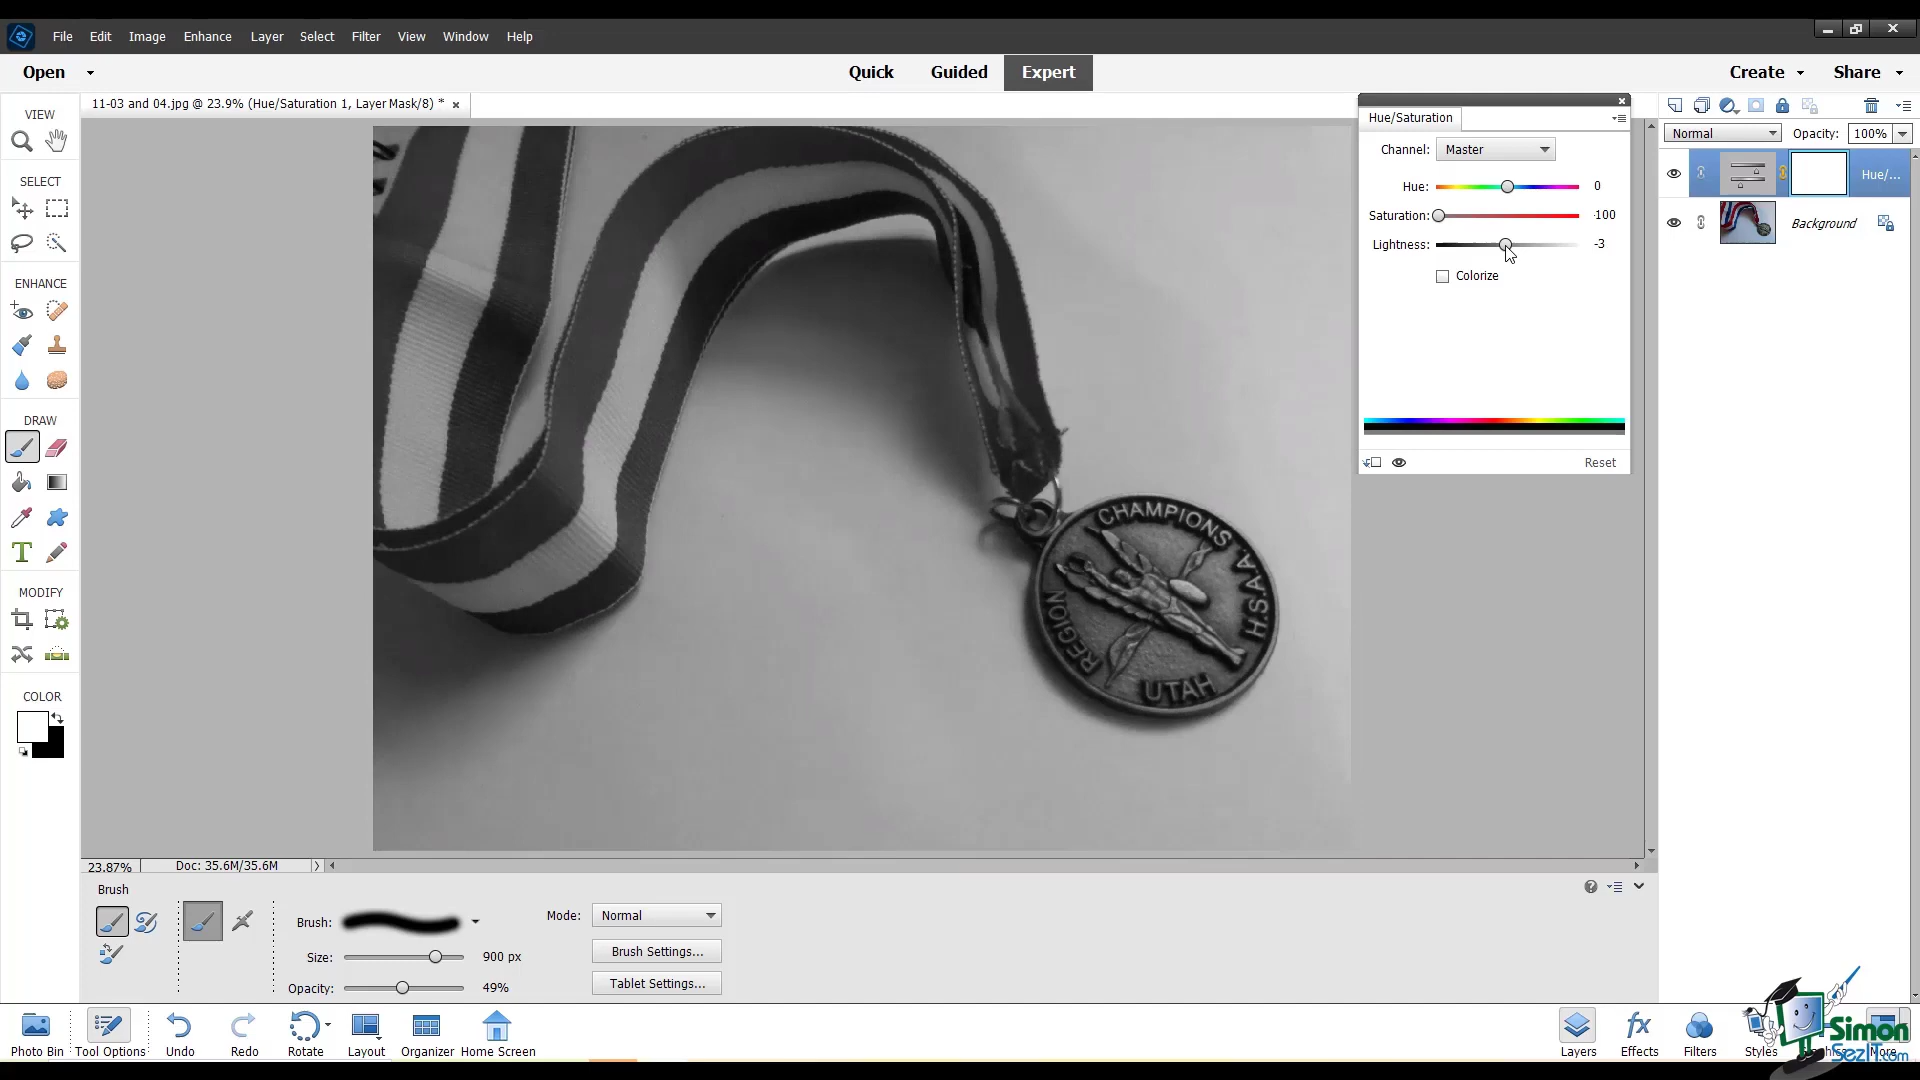 File Edit Image Enhance Layer Select Filter View Window Help
Open Quick Guided Expert Create Share
11-03 and 04.jpg @ 23.9% (Hue/Saturation 1, Layer Mask/8) *
VIEW
SELECT
ENHANCE
DRAW
T
MODIFY
COLOR
Hue/Saturation
Channel: Master
Hue: 0
Saturation: -100
Lightness: -3
Colorize
Reset
Normal Opacity: 100%
Hue/...
Background
CHAMPIONS
H.S.A.A.
REGION
UTAH
23.87% Doc: 35.6M/35.6M
Brush
Brush:
Size: 900 px
Opacity: 49%
Mode: Normal
Brush Settings...
Tablet Settings...
Photo Bin Tool Options Undo Redo Rotate Layout Organizer Home Screen
Layers Effects Filters Styles
Simon
SezIT.com